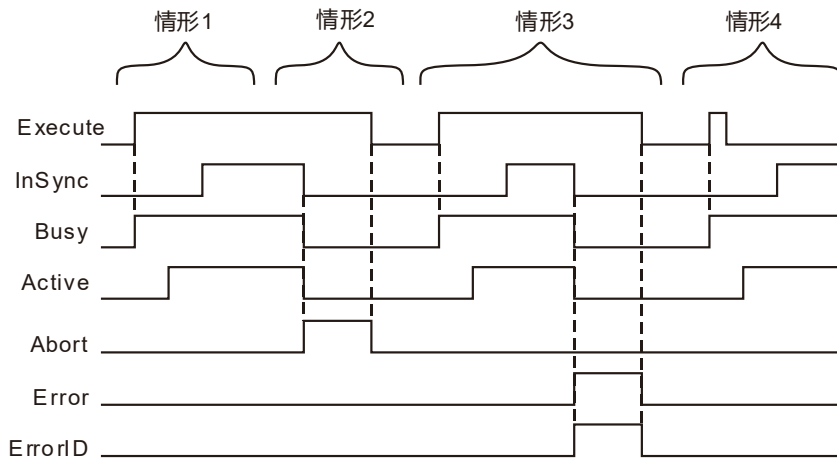 情形1
情形2
情形3
情形4
Execute
InSync
Busy
Active
Abort
Error
ErrorID